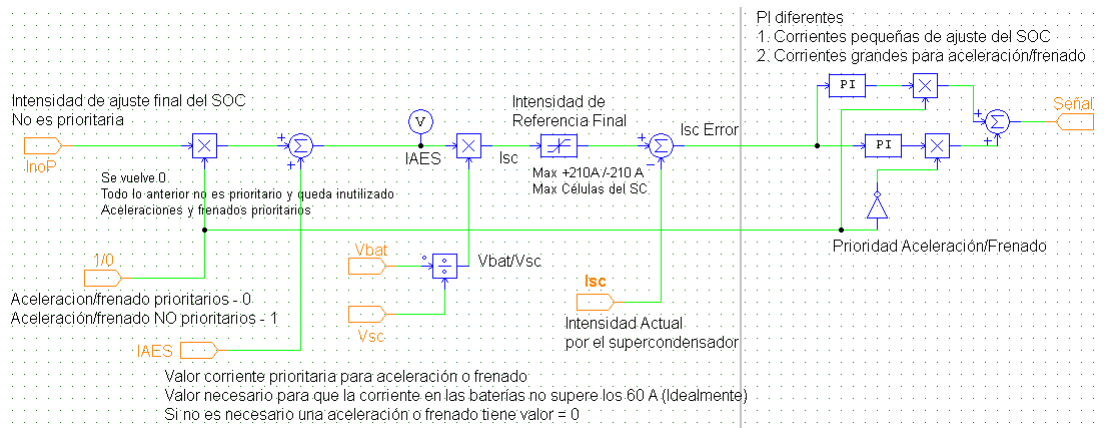 PI diferentes
1. Corrientes pequeñas de ajuste del SOC
2. Corrientes grandes para aceleración/frenado
Intensidad de ajuste final del SOC
No es prioritaria
InoP
Se vuelve 0
Todo lo anterior no es prioritario y queda inutilizado
Aceleraciones y frenados prioritarios
V
IAES
Isc
Intensidad de
Referencia Final
Max +210A /-210 A
Max Células del SC
Isc Error
PI
PI
Señal
Prioridad Aceleración/Frenado
1/0
Aceleracion/frenado prioritarios - 0
Aceleración/frenado NO prioritarios - 1
Vbat
Vbat/Vsc
Vsc
Isc
Intensidad Actual
por el supercondensador
IAES
Valor corriente prioritaria para aceleración o frenado
Valor necesario para que la corriente en las baterías no supere los 60 A (Idealmente)
Si no es necesario una aceleración o frenado tiene valor = 0